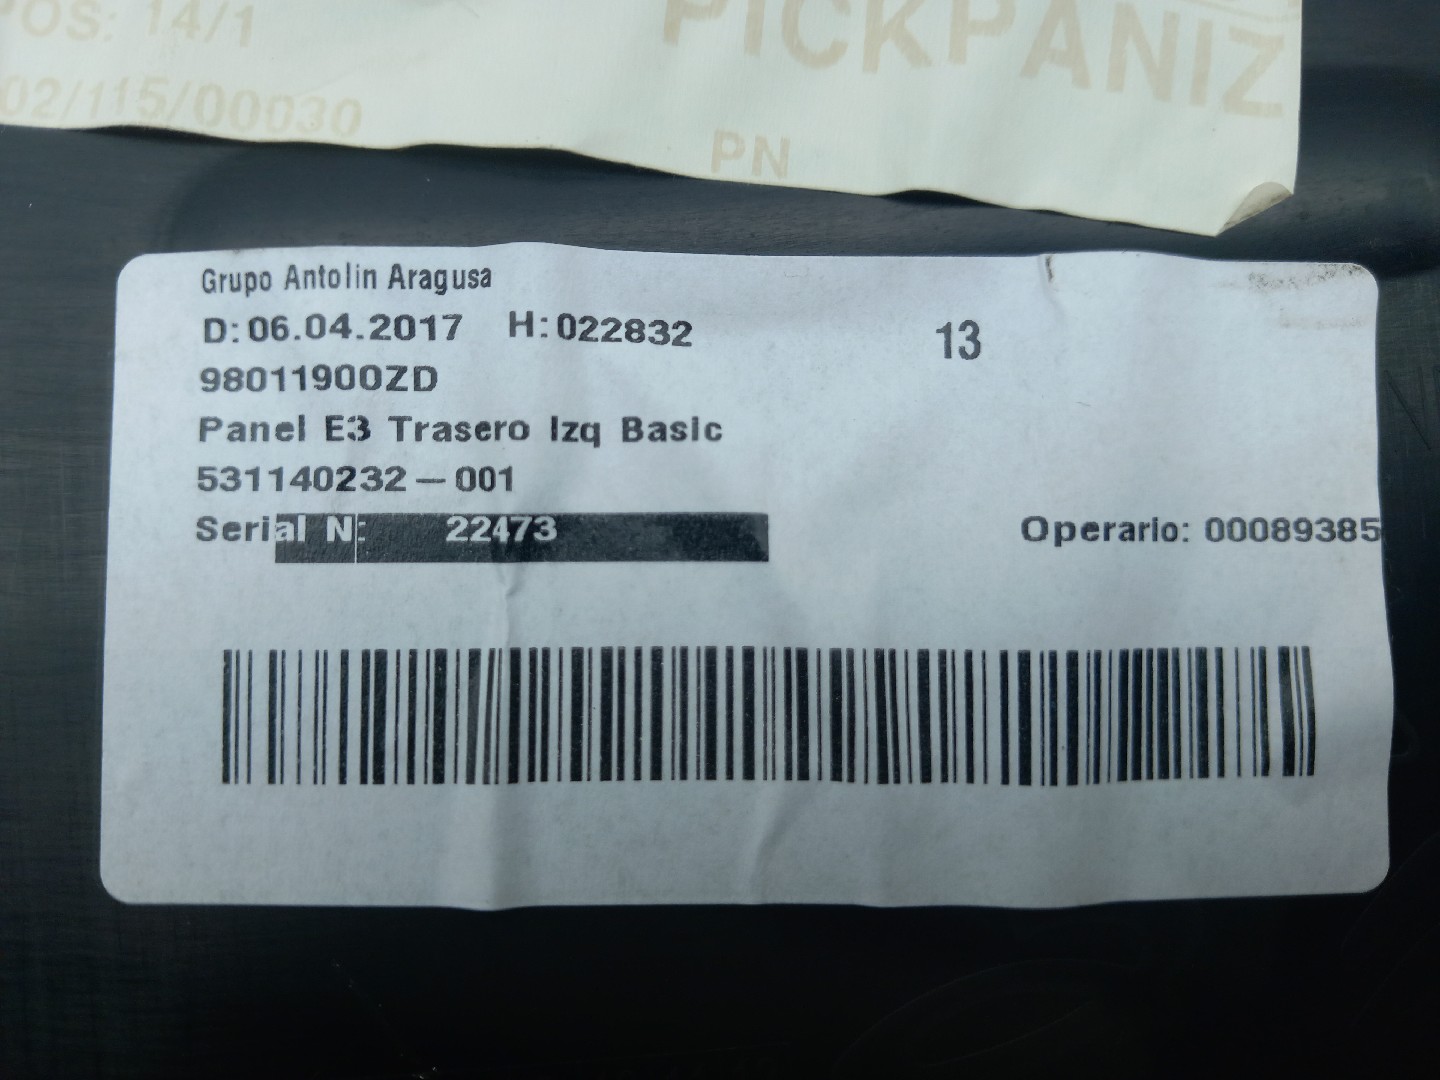 POS: 14/1
PICKPANIZ
02/115/00030
PN
Grupo Antolin Aragusa
D:06.04.2017 H:022832
13
98011900ZD
Panel E3 Trasero Izq Basic
531140232-001
Serial N: 22473
Operario: 00089385